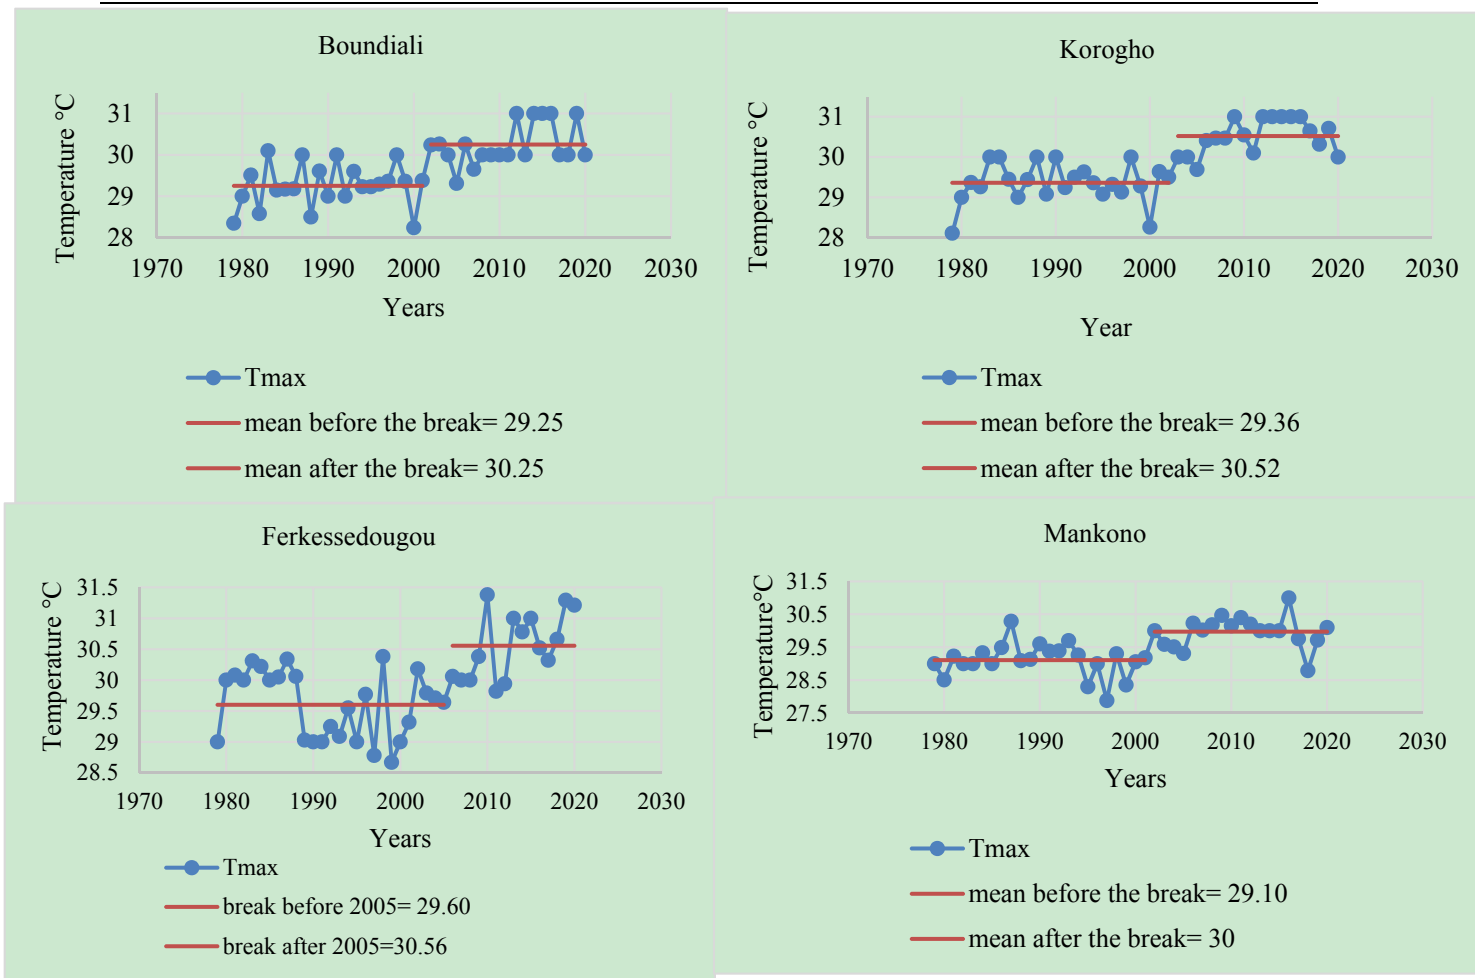 Boundiali
Temperature °C
31
30
29
28
1970 1980 1990 2000 2010 2020 2030
Years
Tmax
mean before the break= 29.25
mean after the break= 30.25
Korogho
Temperature °C
31
30
29
28
1970 1980 1990 2000 2010 2020 2030
Year
Tmax
mean before the break= 29.36
mean after the break= 30.52
Ferkessedougou
Temperature °C
31.5
31
30.5
30
29.5
29
28.5
1970 1980 1990 2000 2010 2020 2030
Years
Tmax
break before 2005= 29.60
break after 2005=30.56
Mankono
Temperature°C
31.5
30.5
29.5
28.5
27.5
1970 1980 1990 2000 2010 2020 2030
Years
Tmax
mean before the break= 29.10
mean after the break= 30